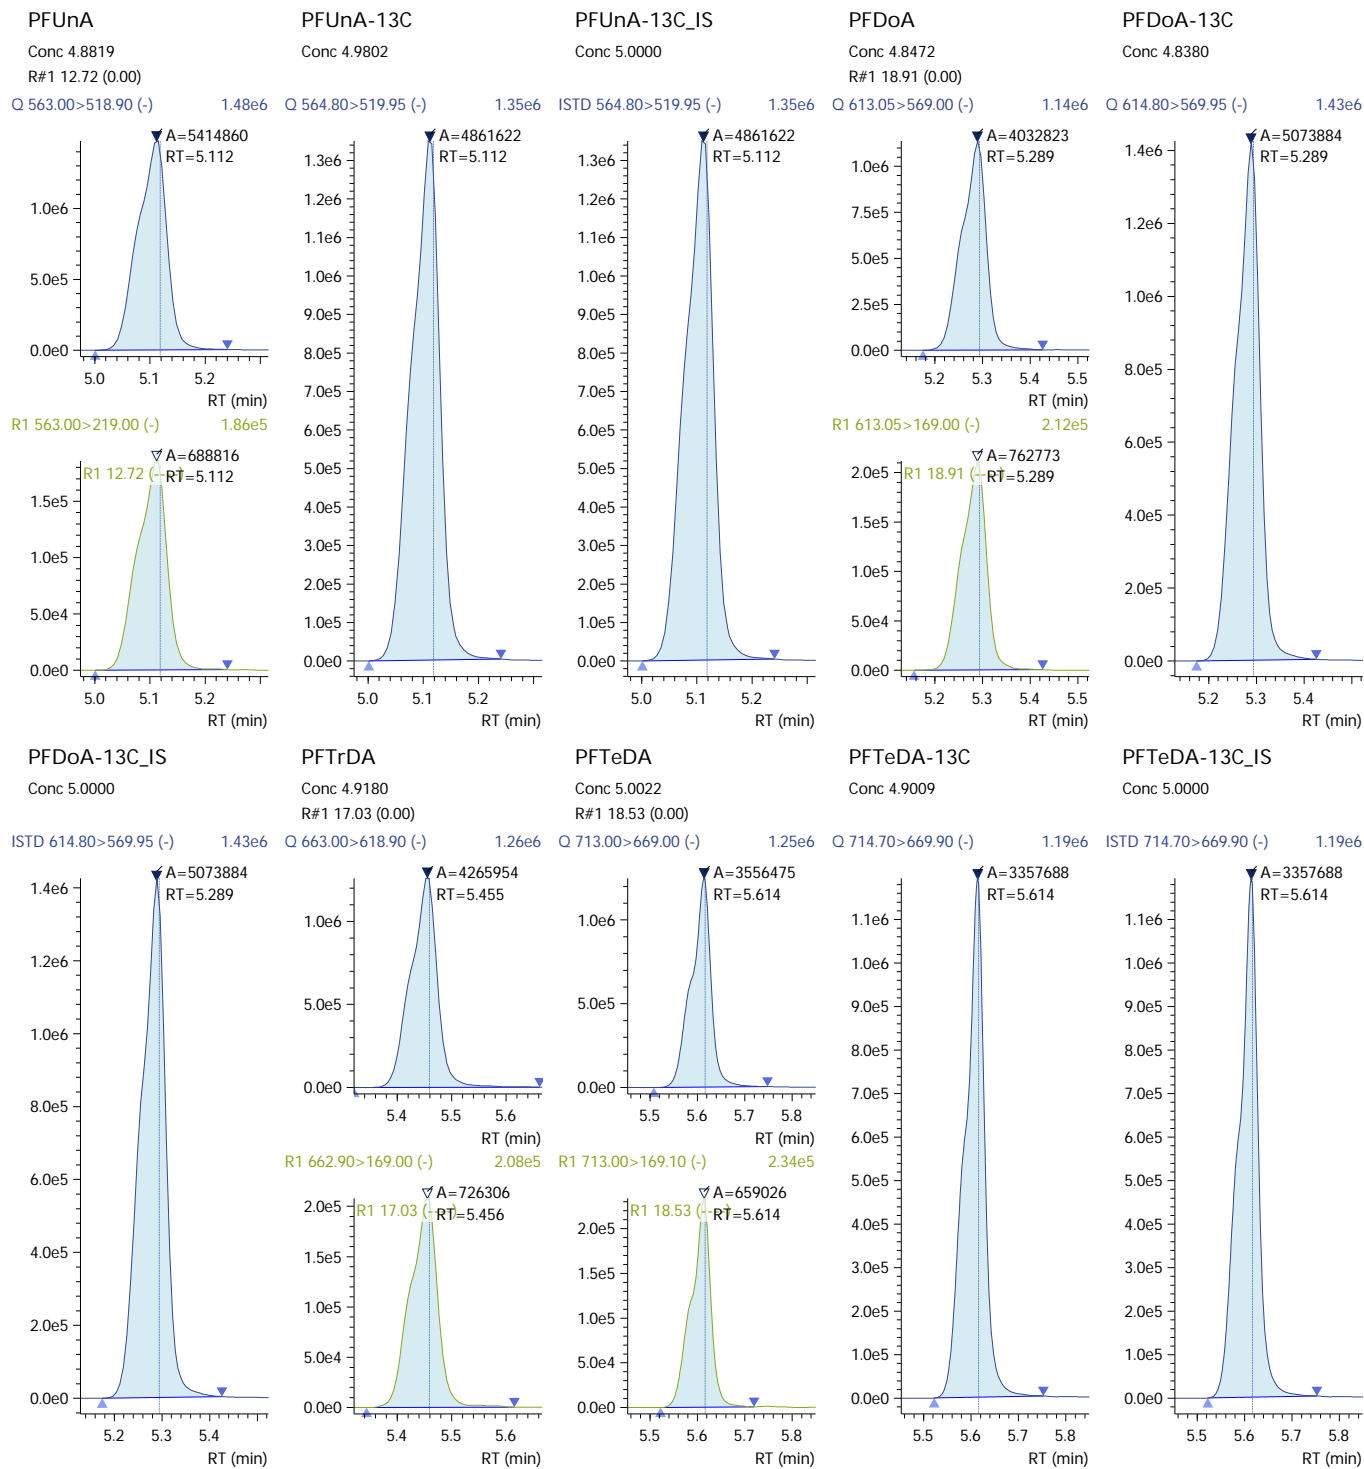 PFUnA
Conc 4.8819
R#1 12.72 (0.00)
Q 563.00>518.90 (-) 1.48e6
A=5414860
RT=5.112
1.0e6
5.0e5
0.0e0
5.0 5.1 5.2
RT (min)
R1 563.00>219.00 (-) 1.86e5
A=688816
R1 12.72 (----)
RT=5.112
1.5e5
1.0e5
5.0e4
0.0e0
5.0 5.1 5.2
RT (min)
PFUnA-13C
Conc 4.9802
Q 564.80>519.95 (-) 1.35e6
A=4861622
RT=5.112
1.3e6
1.2e6
1.1e6
1.0e6
9.0e5
8.0e5
7.0e5
6.0e5
5.0e5
4.0e5
3.0e5
2.0e5
1.0e5
0.0e0
5.0 5.1 5.2
RT (min)
PFUnA-13C_IS
Conc 5.0000
ISTD 564.80>519.95 (-) 1.35e6
A=4861622
RT=5.112
1.3e6
1.2e6
1.1e6
1.0e6
9.0e5
8.0e5
7.0e5
6.0e5
5.0e5
4.0e5
3.0e5
2.0e5
1.0e5
0.0e0
5.0 5.1 5.2
RT (min)
PFDoA
Conc 4.8472
R#1 18.91 (0.00)
Q 613.05>569.00 (-) 1.14e6
A=4032823
RT=5.289
1.0e6
7.5e5
5.0e5
2.5e5
0.0e0
5.2 5.3 5.4 5.5
RT (min)
R1 613.05>169.00 (-) 2.12e5
A=762773
R1 18.91 (----)
RT=5.289
2.0e5
1.5e5
1.0e5
5.0e4
0.0e0
5.2 5.3 5.4 5.5
RT (min)
PFDoA-13C
Conc 4.8380
Q 614.80>569.95 (-) 1.43e6
A=5073884
RT=5.289
1.4e6
1.2e6
1.0e6
8.0e5
6.0e5
4.0e5
2.0e5
0.0e0
5.2 5.3 5.4
RT (min)
PFDoA-13C_IS
Conc 5.0000
ISTD 614.80>569.95 (-) 1.43e6
A=5073884
RT=5.289
1.4e6
1.2e6
1.0e6
8.0e5
6.0e5
4.0e5
2.0e5
0.0e0
5.2 5.3 5.4
RT (min)
PFTrDA
Conc 4.9180
R#1 17.03 (0.00)
Q 663.00>618.90 (-) 1.26e6
A=4265954
RT=5.455
1.0e6
5.0e5
0.0e0
5.4 5.5 5.6
RT (min)
R1 662.90>169.00 (-) 2.08e5
A=726306
R1 17.03 (----)
RT=5.456
2.0e5
1.5e5
1.0e5
5.0e4
0.0e0
5.4 5.5 5.6
RT (min)
PFTeDA
Conc 5.0022
R#1 18.53 (0.00)
Q 713.00>669.00 (-) 1.25e6
A=3556475
RT=5.614
1.0e6
5.0e5
0.0e0
5.5 5.6 5.7 5.8
RT (min)
R1 713.00>169.10 (-) 2.34e5
A=659026
R1 18.53 (----)
RT=5.614
2.0e5
1.5e5
1.0e5
5.0e4
0.0e0
5.5 5.6 5.7 5.8
RT (min)
PFTeDA-13C
Conc 4.9009
Q 714.70>669.90 (-) 1.19e6
A=3357688
RT=5.614
1.1e6
1.0e6
9.0e5
8.0e5
7.0e5
6.0e5
5.0e5
4.0e5
3.0e5
2.0e5
1.0e5
0.0e0
5.5 5.6 5.7 5.8
RT (min)
PFTeDA-13C_IS
Conc 5.0000
ISTD 714.70>669.90 (-) 1.19e6
A=3357688
RT=5.614
1.1e6
1.0e6
9.0e5
8.0e5
7.0e5
6.0e5
5.0e5
4.0e5
3.0e5
2.0e5
1.0e5
0.0e0
5.5 5.6 5.7 5.8
RT (min)